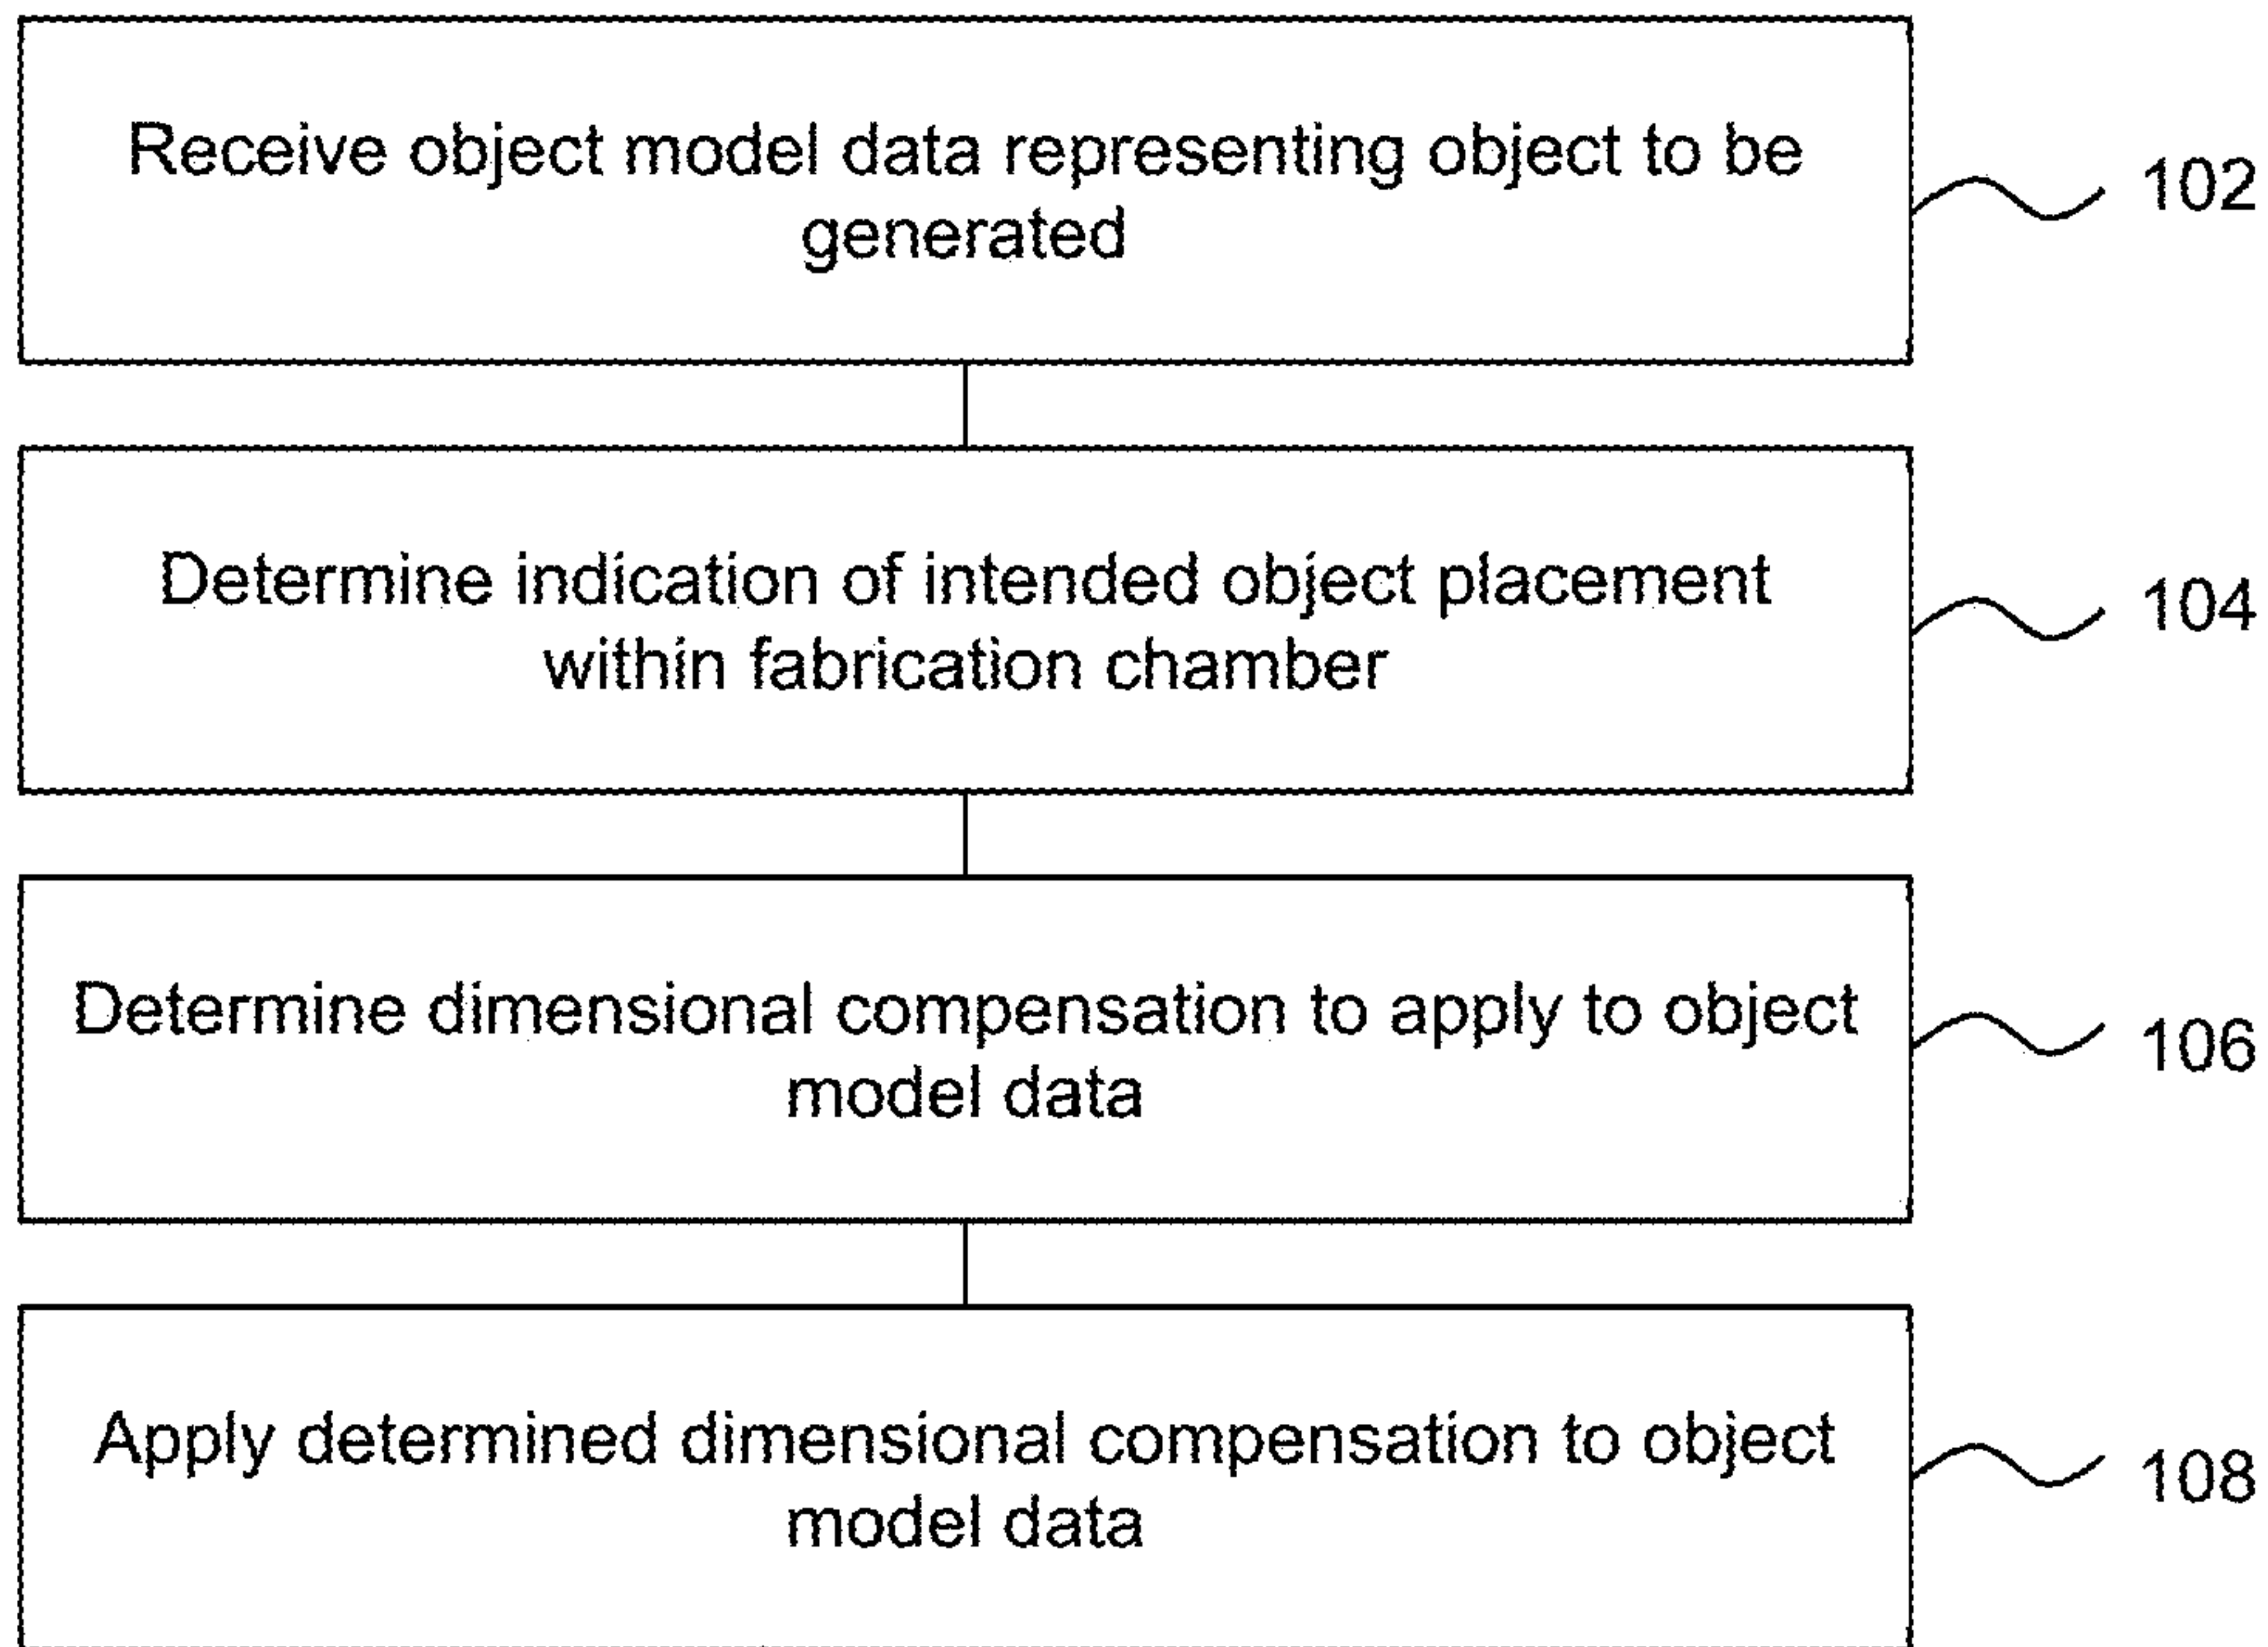 Receive object model data representing object to be
generated
102
Determine indication of intended object placement
within fabrication chamber
104
Determine dimensional compensation to apply to object
model data
106
Apply determined dimensional compensation to object
model data
108